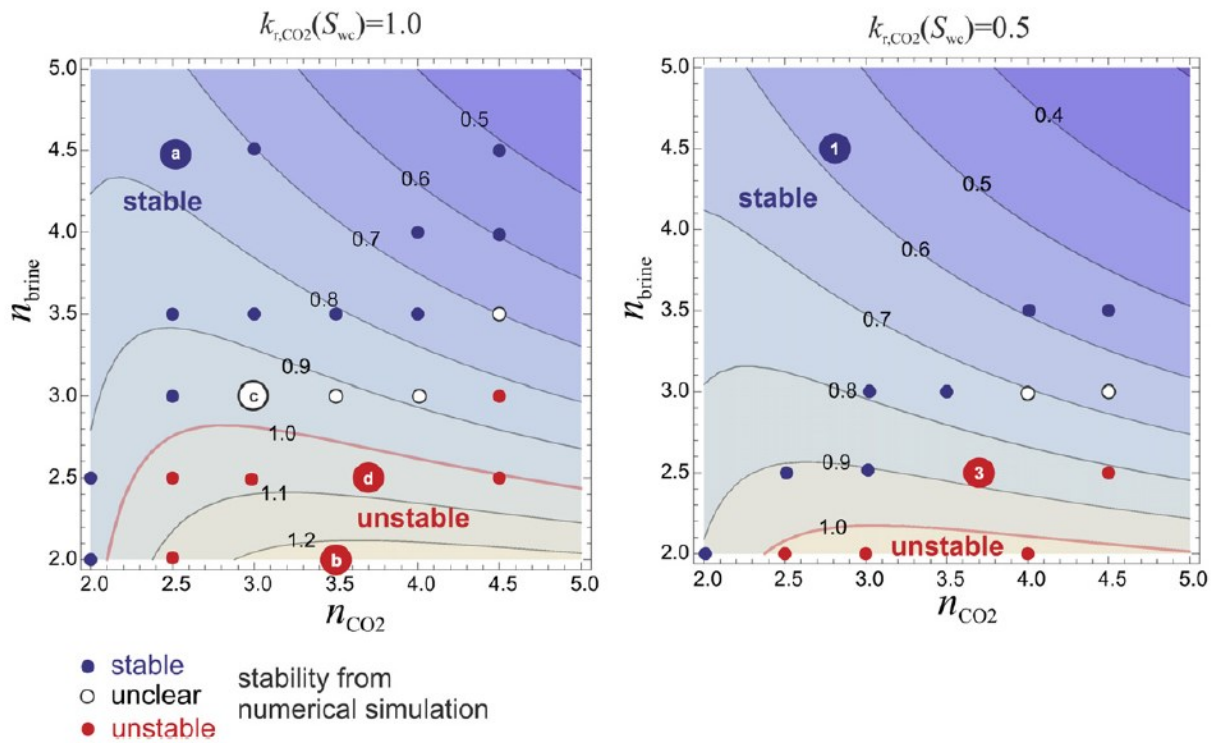 k_r,CO2(S_wc)=1.0
5.0
4.5
4.0
3.5
3.0
2.5
2.0
n_brine
a
stable
0.5
0.6
0.7
0.8
0.9
c
1.0
d
1.1
unstable
1.2
b
2.0 2.5 3.0 3.5 4.0 4.5 5.0
n_CO2
k_r,CO2(S_wc)=0.5
5.0
4.5
4.0
3.5
3.0
2.5
2.0
n_brine
1
stable
0.4
0.5
0.6
0.7
0.8
0.9
3
1.0
unstable
2.0 2.5 3.0 3.5 4.0 4.5 5.0
n_CO2
stable
unclear
unstable
stability from
numerical simulation